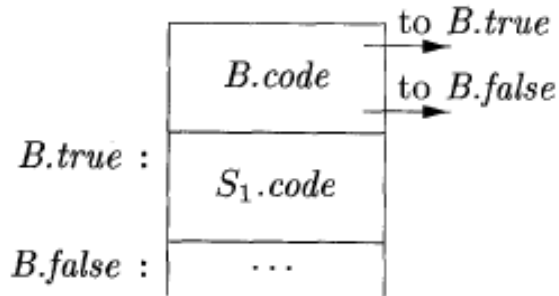 to B.true
B.code
to B.false
B.true :
S₁.code
B.false : ...